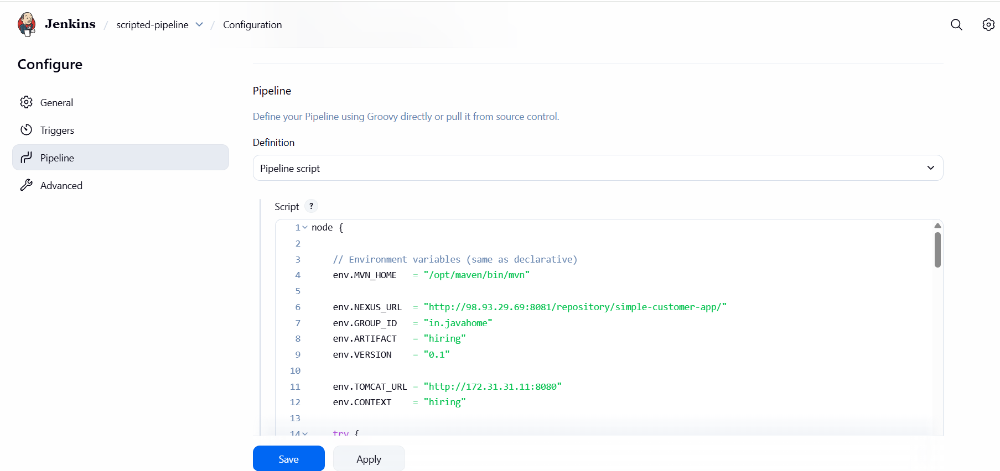 Jenkins / scripted-pipeline / Configuration
Configure
General
Triggers
Pipeline
Advanced
Pipeline
Define your Pipeline using Groovy directly or pull it from source control.
Definition
Pipeline script
Script ?
1 node {
2
3 // Environment variables (same as declarative)
4 env.MVN_HOME = "/opt/maven/bin/mvn"
5
6 env.NEXUS_URL = "http://98.93.29.69:8081/repository/simple-customer-app/"
7 env.GROUP_ID = "in.javahome"
8 env.ARTIFACT = "hiring"
9 env.VERSION = "0.1"
10
11 env.TOMCAT_URL = "http://172.31.31.11:8080"
12 env.CONTEXT = "hiring"
13
14 try {
Save
Apply